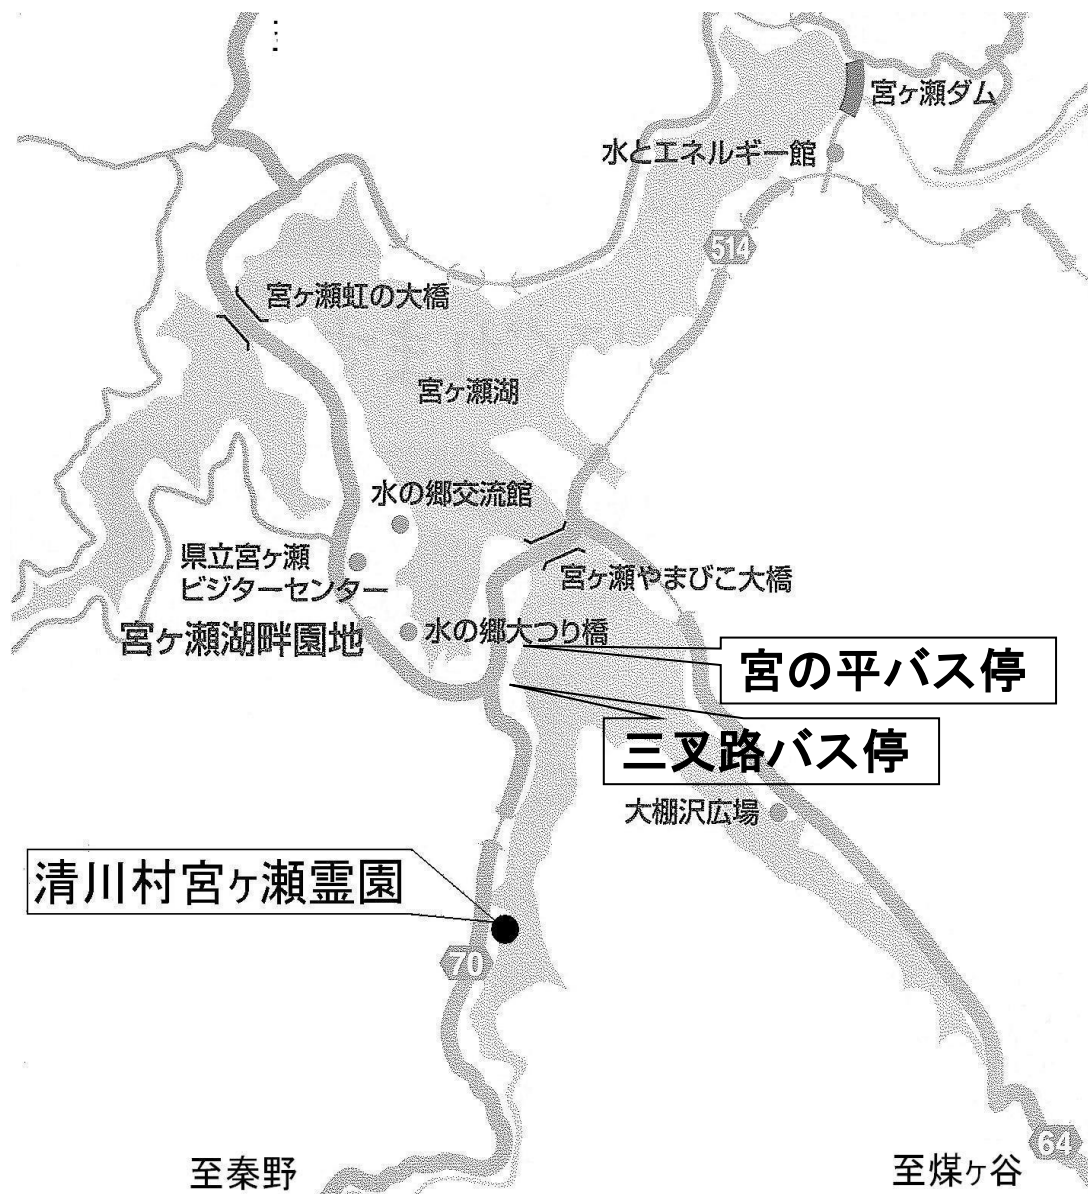 宮ヶ瀬ダム
水とエネルギー館
514
宮ヶ瀬虹の大橋
宮ヶ瀬湖
水の郷交流館
県立宮ヶ瀬
ビジターセンター
宮ヶ瀬やまびこ大橋
宮ヶ瀬湖畔園地
水の郷大つり橋
宮の平バス停
三叉路バス停
大棚沢広場
清川村宮ヶ瀬霊園
70
64
至秦野
至煤ヶ谷